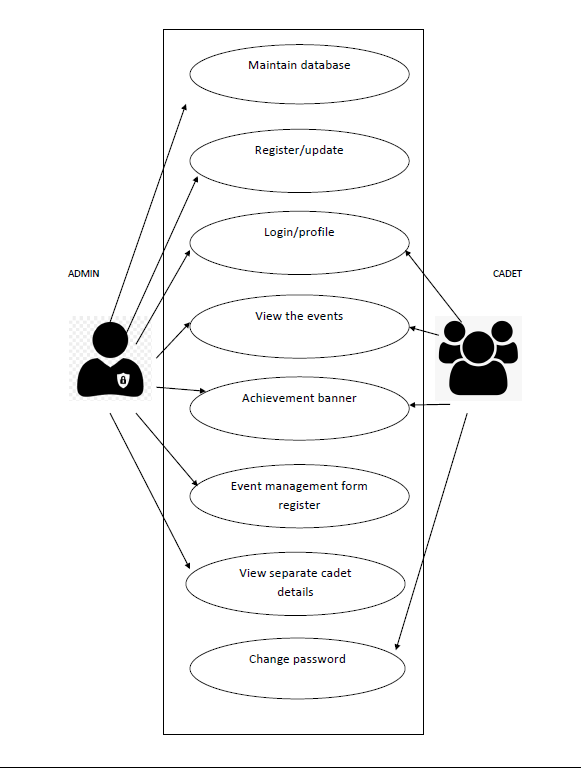 Maintain database
Register/update
Login/profile
ADMIN
CADET
View the events
Achievement banner
Event management form
register
View separate cadet
details
Change password